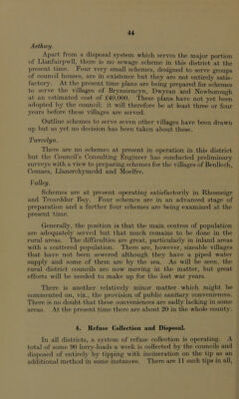 44
Aethwy.
Apart from a disposal system which serves the major portion
of Llanfairpwll, there is no sewage scheme in this district at the
present time. Four very small schemes, designed to serve groups
of council houses, are in existence but they are not entirely satis-
factory. At the present time plans are being prepared for schemes
to serve the villages of Brynsiencyn, Dwyran and Newborough
at an estimated cost of £49,000. These plans have not yet been
adopted by the council; it will therefore be at least three or four
years before these villages are served.
Outline schemes to serve seven other villages have been drawn
up but as yet no decision has been taken about these.
Twrcelyn.
There are no schemes at present in operation in this district
but the Council's Consulting Engineer has conducted preliminary
surveys with a view to preparing schemes for the villages of Benllech,
Cemaes, Llanerchymedd and Moelfre.
Valley.
Schemes are at present operating satisfactorily in Rhosneigr
and Trearddur Bay. Four schemes are in an advanced stage of
preparation and a further four schemes are being examined at the
present time.
Generally, the position is that the main centres of population
are adequately served but that much remains to be done in the
rural areas. The difficulties are great, particularly in inland areas
with a scattered population. There are, however, sizeable villages
that have not been sewered although they have a piped water
supply and some of them are by the sea. As will be seen, the
rural district councils are now moving in the matter, but great
efforts will be needed to make up for the lost war years.
There is another relatively minor matter which might be
commented on, viz., the provision of public sanitary conveniences.
There is no doubt that these conveniences are sadly lacking in some
areas. At the present time there are about 20 in the whole county.
4. Refuse Collection and Disposal.
In all districts, a system of refuse collection is operating. A
total of some 90 lorry-loads a week is collected by the councils and
disposed of entirely by tipping with incineration on the tip as an
additional method in some instances. There are 11 such tips in all,